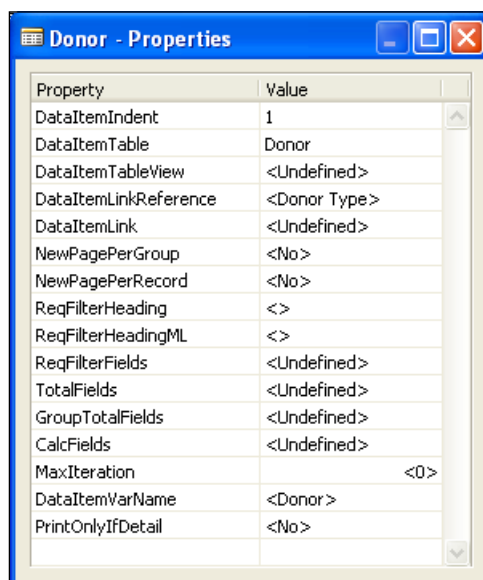 Donor - Properties
Property Value
DataItemIndent 1
DataItemTable Donor
DataItemTableView <Undefined>
DataItemLinkReference <Donor Type>
DataItemLink <Undefined>
NewPagePerGroup <No>
NewPagePerRecord <No>
ReqFilterHeading <>
ReqFilterHeadingML <>
ReqFilterFields <Undefined>
TotalFields <Undefined>
GroupTotalFields <Undefined>
CalcFields <Undefined>
MaxIteration <0>
DataItemVarName <Donor>
PrintOnlyIfDetail <No>